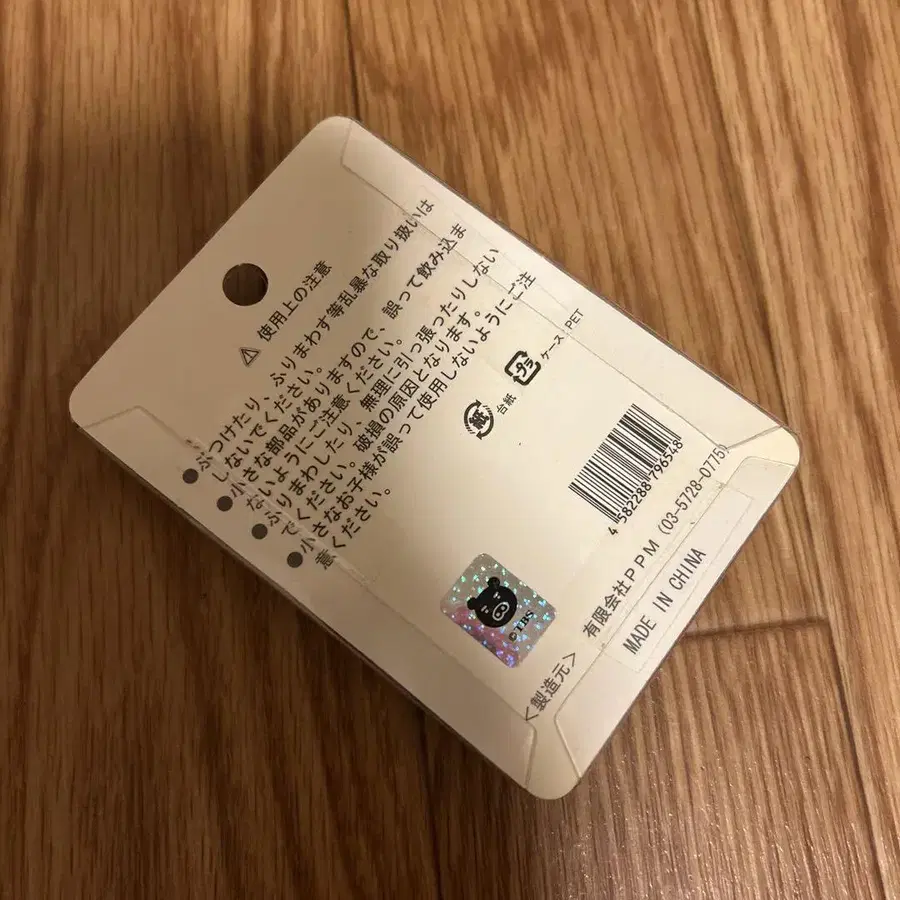 ⚠ 使用上の注意
●ぶつけたり、ふりまわす等乱暴な取り扱いは
しないでください。
●小さな部品がありますので、誤って飲み込ま
ないようにご注意ください。
●ふりまわしたり、無理に引っ張ったりしない
でください。破損の原因となります。
●小さなお子様が誤って使用しないようにご注
意ください。
紙
台紙
プラ
ケース:PET
4 582288 796548
©TBS
<製造元>
有限会社PPM (03-5728-0775)
MADE IN CHINA